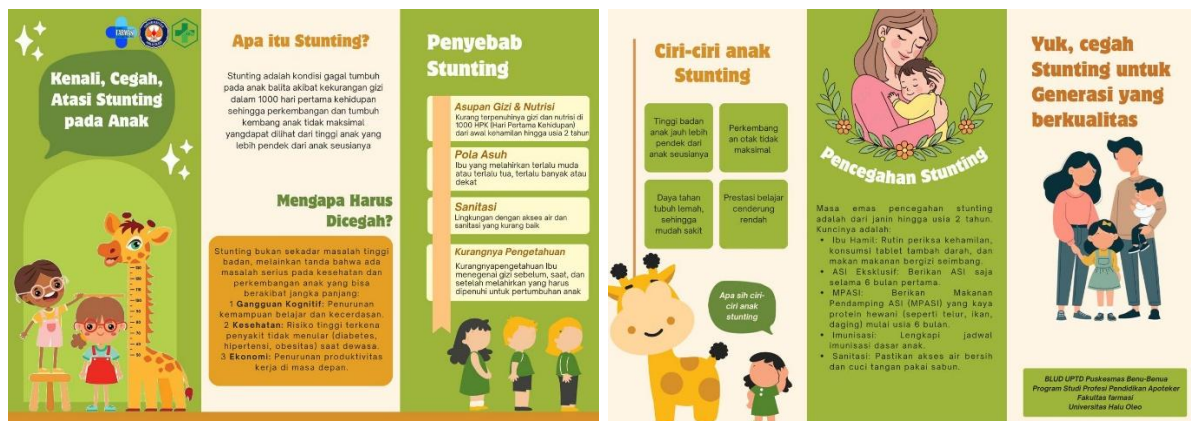 Kenali, Cegah,
Atasi Stunting
pada Anak
Apa itu Stunting?
Stunting adalah kondisi gagal tumbuh
pada anak balita akibat kekurangan gizi
dalam 1000 hari pertama kehidupan
sehingga perkembangan dan tumbuh
kembang anak tidak maksimal
yangdapat dilihat dari tinggi anak yang
lebih pendek dari anak seusianya
Mengapa Harus
Dicegah?
Stunting bukan sekadar masalah tinggi
badan, melainkan tanda bahwa ada
masalah serius pada kesehatan dan
perkembangan anak yang bisa
berakibat jangka panjang:
1 Gangguan Kognitif: Penurunan
kemampuan belajar dan kecerdasan.
2 Kesehatan: Risiko tinggi terkena
penyakit tidak menular (diabetes,
hipertensi, obesitas) saat dewasa.
3 Ekonomi: Penurunan produktivitas
kerja di masa depan.
Penyebab
Stunting
Asupan Gizi & Nutrisi
Kurang terpenuhinya gizi dan nutrisi di
1000 HPK (Hari Pertama Kehidupan)
dari awal kehamilan hingga usia 2 tahun
Pola Asuh
Ibu yang melahirkan terlalu muda
atau terlalu tua, terlalu banyak atau
dekat
Sanitasi
Lingkungan dengan akses air dan
sanitasi yang kurang baik
Kurangnya Pengetahuan
Kurangnyapengetahuan Ibu
menegenai gizi sebelum, saat, dan
setelah melahirkan yang harus
dipenuhi untuk pertumbuhan anak
Ciri-ciri anak
Stunting
Tinggi badan
anak jauh lebih
pendek dari
anak seusianya
Perkembang
an otak tidak
maksimal
Daya tahan
tubuh lemah,
sehingga
mudah sakit
Prestasi belajar
cenderung
rendah
Apa sih ciri-
ciri anak
stunting
Pencegahan Stunting
Masa emas pencegahan stunting
adalah dari janin hingga usia 2 tahun.
Kuncinya adalah:
• Ibu Hamil: Rutin periksa kehamilan,
konsumsi tablet tambah darah, dan
makan makanan bergizi seimbang.
• ASI Eksklusif: Berikan ASI saja
selama 6 bulan pertama.
• MPASI: Berikan Makanan
Pendamping ASI (MPASI) yang kaya
protein hewani (seperti telur, ikan,
daging) mulai usia 6 bulan.
• Imunisasi: Lengkapi jadwal
imunisasi dasar anak.
• Sanitasi: Pastikan akses air bersih
dan cuci tangan pakai sabun.
Yuk, cegah
Stunting untuk
Generasi yang
berkualitas
BLUD UPTD Puskesmas Benu-Benua
Program Studi Profesi Pendidikan Apoteker
Fakultas farmasi
Universitas Halu Oleo